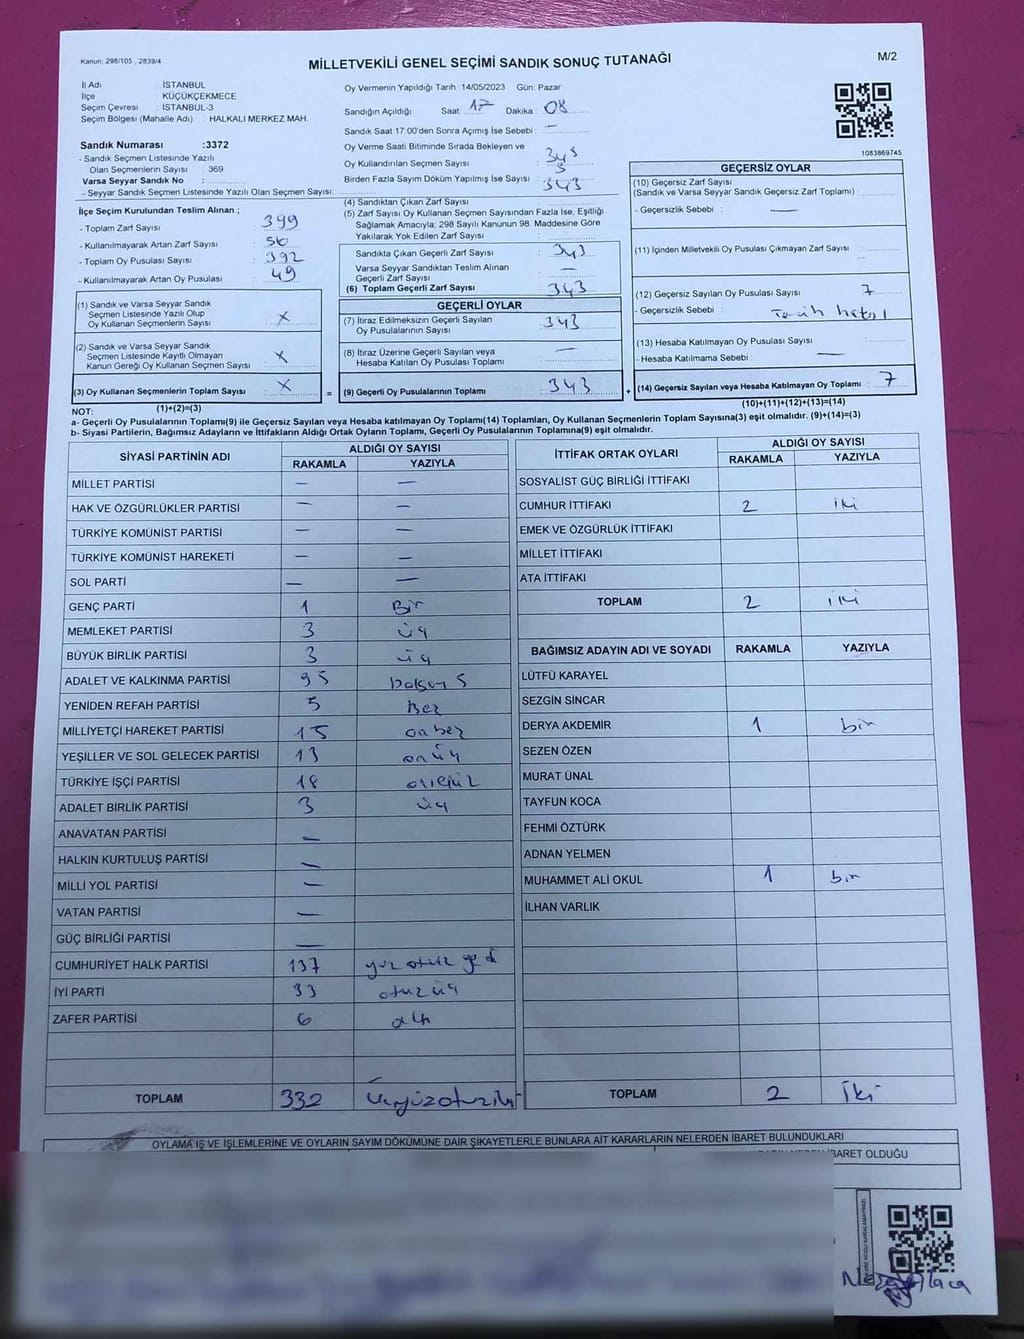 Kanun: 298/105 , 2839/4
MİLLETVEKİLİ GENEL SEÇİMİ SANDIK SONUÇ TUTANAĞI
M/2
İl Adı : İSTANBUL
İlçe : KÜÇÜKÇEKMECE
Seçim Çevresi : İSTANBUL-3
Seçim Bölgesi (Mahalle Adı) : HALKALI MERKEZ MAH.
Sandık Numarası :3372
- Sandık Seçmen Listesinde Yazılı
Olan Seçmenlerin Sayısı : 369
Varsa Seyyar Sandık No :
- Seyyar Sandık Seçmen Listesinde Yazılı Olan Seçmen Sayısı:
Oy Vermenin Yapıldığı Tarih :14/05/2023 Gün: Pazar
Sandığın Açıldığı Saat: 17 Dakika : 08
Sandık Saat 17:00'den Sonra Açılmış İse Sebebi : —
Oy Verme Saati Bitiminde Sırada Bekleyen ve
Oy Kullandırılan Seçmen Sayısı
Birden Fazla Sayım Döküm Yapılmış İse Sayısı : 343
1083869745
İlçe Seçim Kurulundan Teslim Alınan ;
- Toplam Zarf Sayısı : 399
- Kullanılmayarak Artan Zarf Sayısı : 56
- Toplam Oy Pusulası Sayısı : 392
- Kullanılmayarak Artan Oy Pusulası : 49
(4) Sandıktan Çıkan Zarf Sayısı :
(5) Zarf Sayısı Oy Kullanan Seçmen Sayısından Fazla İse, Eşitliği
Sağlamak Amacıyla; 298 Sayılı Kanunun 98. Maddesine Göre
Yakılarak Yok Edilen Zarf Sayısı :
Sandıkta Çıkan Geçerli Zarf Sayısı : 343
Varsa Seyyar Sandıktan Teslim Alınan
Geçerli Zarf Sayısı : —
(6) Toplam Geçerli Zarf Sayısı : 343
GEÇERSİZ OYLAR
(10) Geçersiz Zarf Sayısı
(Sandık ve Varsa Seyyar Sandık Geçersiz Zarf Toplamı) :
- Geçersizlik Sebebi : —
(11) İçinden Milletvekili Oy Pusulası Çıkmayan Zarf Sayısı :
(12) Geçersiz Sayılan Oy Pusulası Sayısı : 7
- Geçersizlik Sebebi :
(13) Hesaba Katılmayan Oy Pusulası Sayısı :
- Hesaba Katılmama Sebebi : —
(14) Geçersiz Sayılan veya Hesaba Katılmayan Oy Toplamı : 7
(10)+(11)+(12)+(13)=(14)
(1) Sandık ve Varsa Seyyar Sandık
Seçmen Listesinde Yazılı Olup
Oy Kullanan Seçmenlerin Sayısı : X
(2) Sandık ve Varsa Seyyar Sandık
Seçmen Listesinde Kayıtlı Olmayan
Kanun Gereği Oy Kullanan Seçmen Sayısı : X
(3) Oy Kullanan Seçmenlerin Toplam Sayısı : X
=
(1)+(2)=(3)
GEÇERLİ OYLAR
(7) İtiraz Edilmeksizin Geçerli Sayılan
Oy Pusulalarının Sayısı : 343
(8) İtiraz Üzerine Geçerli Sayılan veya
Hesaba Katılan Oy Pusulası Toplamı : —
(9) Geçerli Oy Pusulalarının Toplamı : 343
+
NOT:
a- Geçerli Oy Pusulalarının Toplamı(9) ile Geçersiz Sayılan veya Hesaba katılmayan Oy Toplamı(14) Toplamları, Oy Kullanan Seçmenlerin Toplam Sayısına(3) eşit olmalıdır. (9)+(14)=(3)
b- Siyasi Partilerin, Bağımsız Adayların ve İttifakların Aldığı Ortak Oyların Toplamı, Geçerli Oy Pusulalarının Toplamına(9) eşit olmalıdır.
SİYASİ PARTİNİN ADI ALDIĞI OY SAYISI
RAKAMLA YAZIYLA
MİLLET PARTİSİ — —
HAK VE ÖZGÜRLÜKLER PARTİSİ — —
TÜRKİYE KOMÜNİST PARTİSİ — —
TÜRKİYE KOMÜNİST HAREKETİ — —
SOL PARTİ — —
GENÇ PARTİ 1 Bir
MEMLEKET PARTİSİ 3 üç
BÜYÜK BİRLİK PARTİSİ 3 üç
ADALET VE KALKINMA PARTİSİ 95
YENİDEN REFAH PARTİSİ 5 Beş
MİLLİYETÇİ HAREKET PARTİSİ 15 onbeş
YEŞİLLER VE SOL GELECEK PARTİSİ 13 onüç
TÜRKİYE İŞÇİ PARTİSİ 18 onsekiz
ADALET BİRLİK PARTİSİ 3 üç
ANAVATAN PARTİSİ —
HALKIN KURTULUŞ PARTİSİ —
MİLLİ YOL PARTİSİ —
VATAN PARTİSİ —
GÜÇ BİRLİĞİ PARTİSİ —
CUMHURİYET HALK PARTİSİ 137 yüz otuz yedi
İYİ PARTİ 33 otuz üç
ZAFER PARTİSİ 6 altı
TOPLAM 332 üçyüzotuziki
İTTİFAK ORTAK OYLARI ALDIĞI OY SAYISI
RAKAMLA YAZIYLA
SOSYALİST GÜÇ BİRLİĞİ İTTİFAKI
CUMHUR İTTİFAKI 2 iki
EMEK VE ÖZGÜRLÜK İTTİFAKI
MİLLET İTTİFAKI
ATA İTTİFAKI
TOPLAM 2 iki
BAĞIMSIZ ADAYIN ADI VE SOYADI RAKAMLA YAZIYLA
LÜTFÜ KARAYEL
SEZGİN SİNCAR
DERYA AKDEMİR 1 bir
SEZEN ÖZEN
MURAT ÜNAL
TAYFUN KOCA
FEHMİ ÖZTÜRK
ADNAN YELMEN
MUHAMMET ALİ OKUL 1 bir
İLHAN VARLIK
TOPLAM 2 İki
OYLAMA İŞ VE İŞLEMLERİNE VE OYLARIN SAYIM DÖKÜMÜNE DAİR ŞİKAYETLERLE BUNLARA AİT KARARLARIN NELERDEN İBARET BULUNDUKLARI
İBARET OLDUĞU